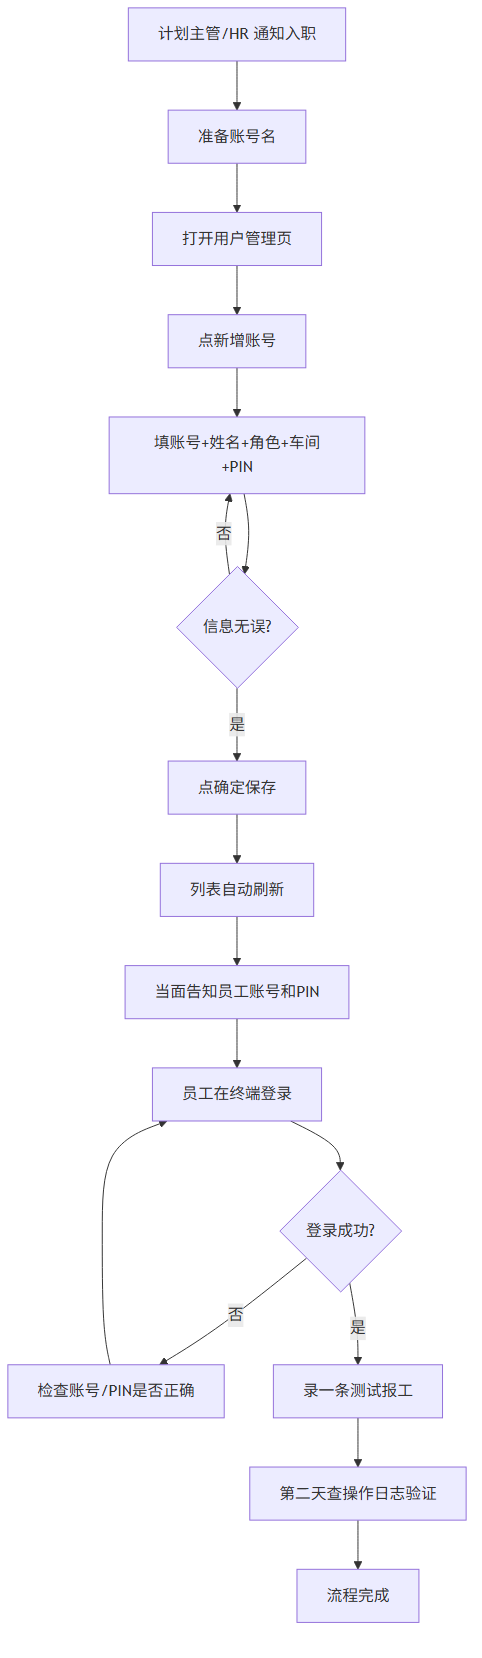 计划主管/HR 通知入职
准备账号名
打开用户管理页
点新增账号
填账号+姓名+角色+车间
+PIN
否
信息无误?
是
点确定保存
列表自动刷新
当面告知员工账号和PIN
员工在终端登录
登录成功?
否
是
检查账号/PIN是否正确
录一条测试报工
第二天查操作日志验证
流程完成